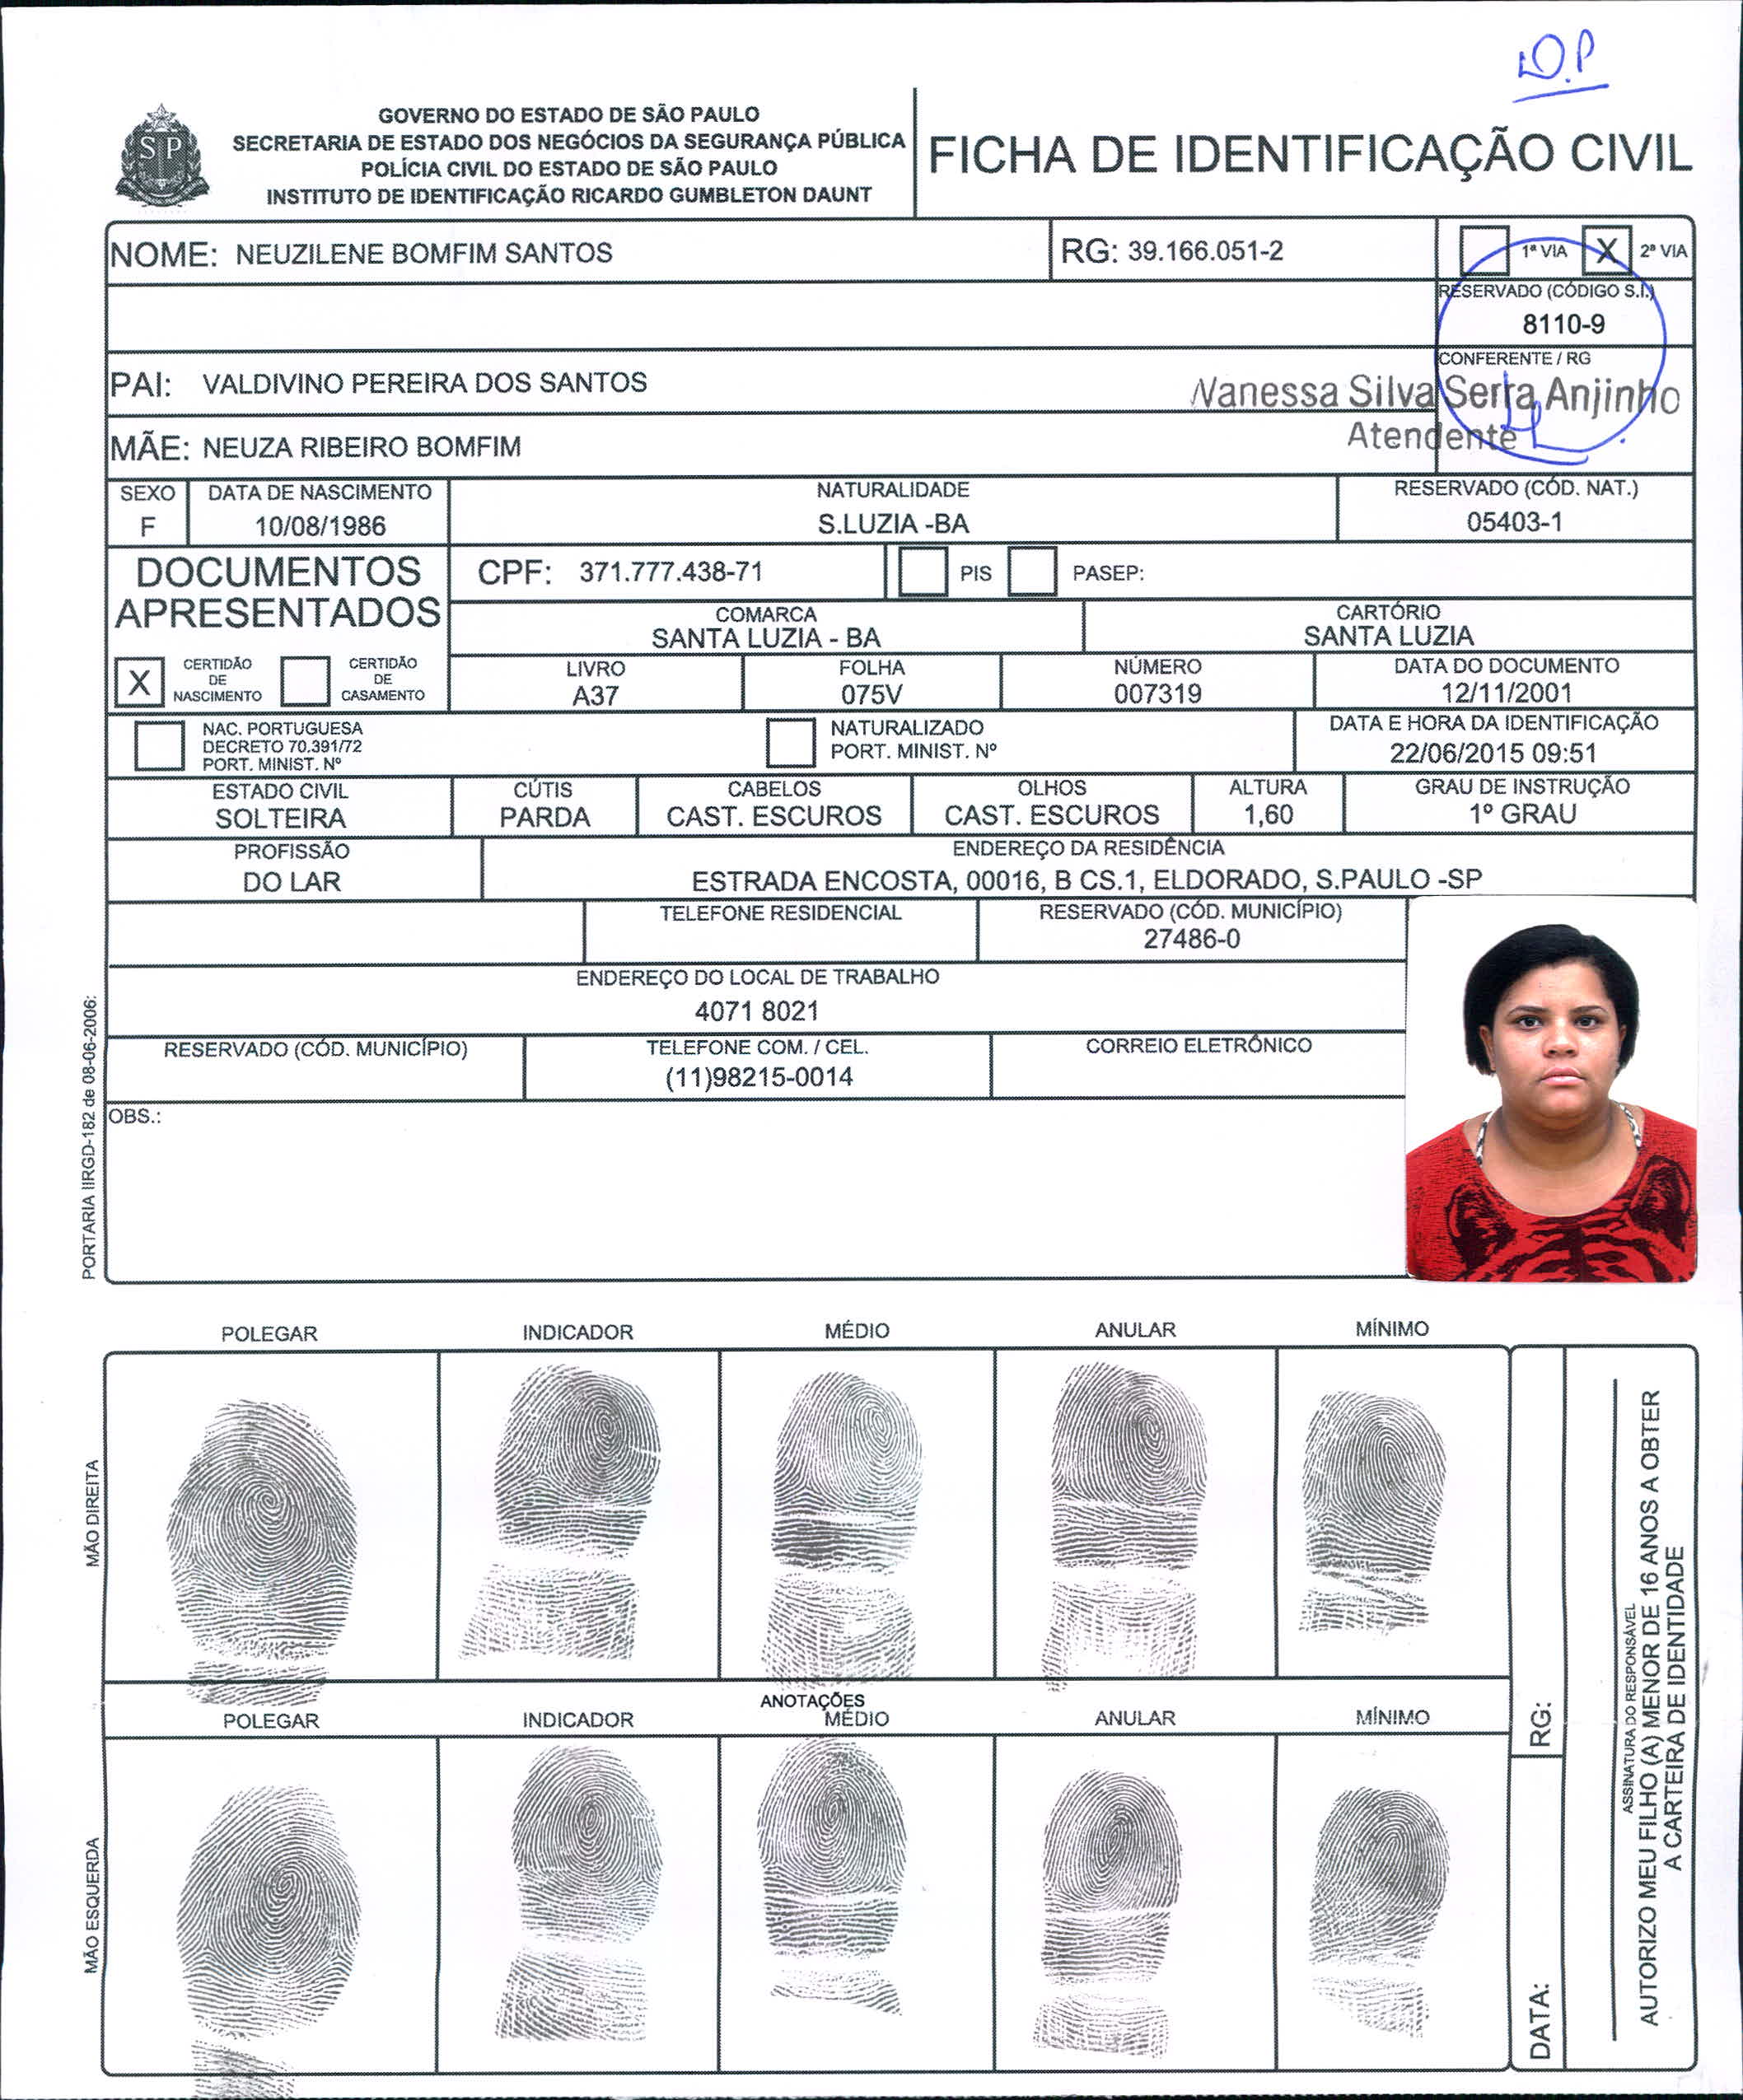 D.P
SP
GOVERNO DO ESTADO DE SÃO PAULO
SECRETARIA DE ESTADO DOS NEGÓCIOS DA SEGURANÇA PÚBLICA
POLÍCIA CIVIL DO ESTADO DE SÃO PAULO
INSTITUTO DE IDENTIFICAÇÃO RICARDO GUMBLETON DAUNT
FICHA DE IDENTIFICAÇÃO CIVIL
NOME: NEUZILENE BOMFIM SANTOS
RG: 39.166.051-2
1ª VIA X 2ª VIA
RESERVADO (CÓDIGO S.I.)
8110-9
CONFERENTE / RG
PAI: VALDIVINO PEREIRA DOS SANTOS
Vanessa Silva Serra Anjinho
Atendente
MÃE: NEUZA RIBEIRO BOMFIM
SEXO DATA DE NASCIMENTO NATURALIDADE RESERVADO (CÓD. NAT.)
F 10/08/1986 S.LUZIA -BA 05403-1
DOCUMENTOS
APRESENTADOS
CPF: 371.777.438-71 PIS PASEP:
COMARCA CARTÓRIO
SANTA LUZIA - BA SANTA LUZIA
X CERTIDÃO DE NASCIMENTO CERTIDÃO DE CASAMENTO
LIVRO FOLHA NÚMERO DATA DO DOCUMENTO
A37 075V 007319 12/11/2001
NAC. PORTUGUESA
DECRETO 70.391/72
PORT. MINIST. Nº
NATURALIZADO
PORT. MINIST. Nº
DATA E HORA DA IDENTIFICAÇÃO
22/06/2015 09:51
ESTADO CIVIL CÚTIS CABELOS OLHOS ALTURA GRAU DE INSTRUÇÃO
SOLTEIRA PARDA CAST. ESCUROS CAST. ESCUROS 1,60 1º GRAU
PROFISSÃO ENDEREÇO DA RESIDÊNCIA
DO LAR ESTRADA ENCOSTA, 00016, B CS.1, ELDORADO, S.PAULO -SP
TELEFONE RESIDENCIAL RESERVADO (CÓD. MUNICÍPIO)
27486-0
ENDEREÇO DO LOCAL DE TRABALHO
4071 8021
RESERVADO (CÓD. MUNICÍPIO) TELEFONE COM. / CEL. CORREIO ELETRÔNICO
(11)98215-0014
OBS.:
PORTARIA IIRGD-182 de 08-06-2006:
POLEGAR INDICADOR MÉDIO ANULAR MÍNIMO
MÃO DIREITA
ANOTAÇÕES
POLEGAR INDICADOR MÉDIO ANULAR MÍNIMO
MÃO ESQUERDA
RG:
DATA:
ASSINATURA DO RESPONSÁVEL
AUTORIZO MEU FILHO (A) MENOR DE 16 ANOS A OBTER
A CARTEIRA DE IDENTIDADE